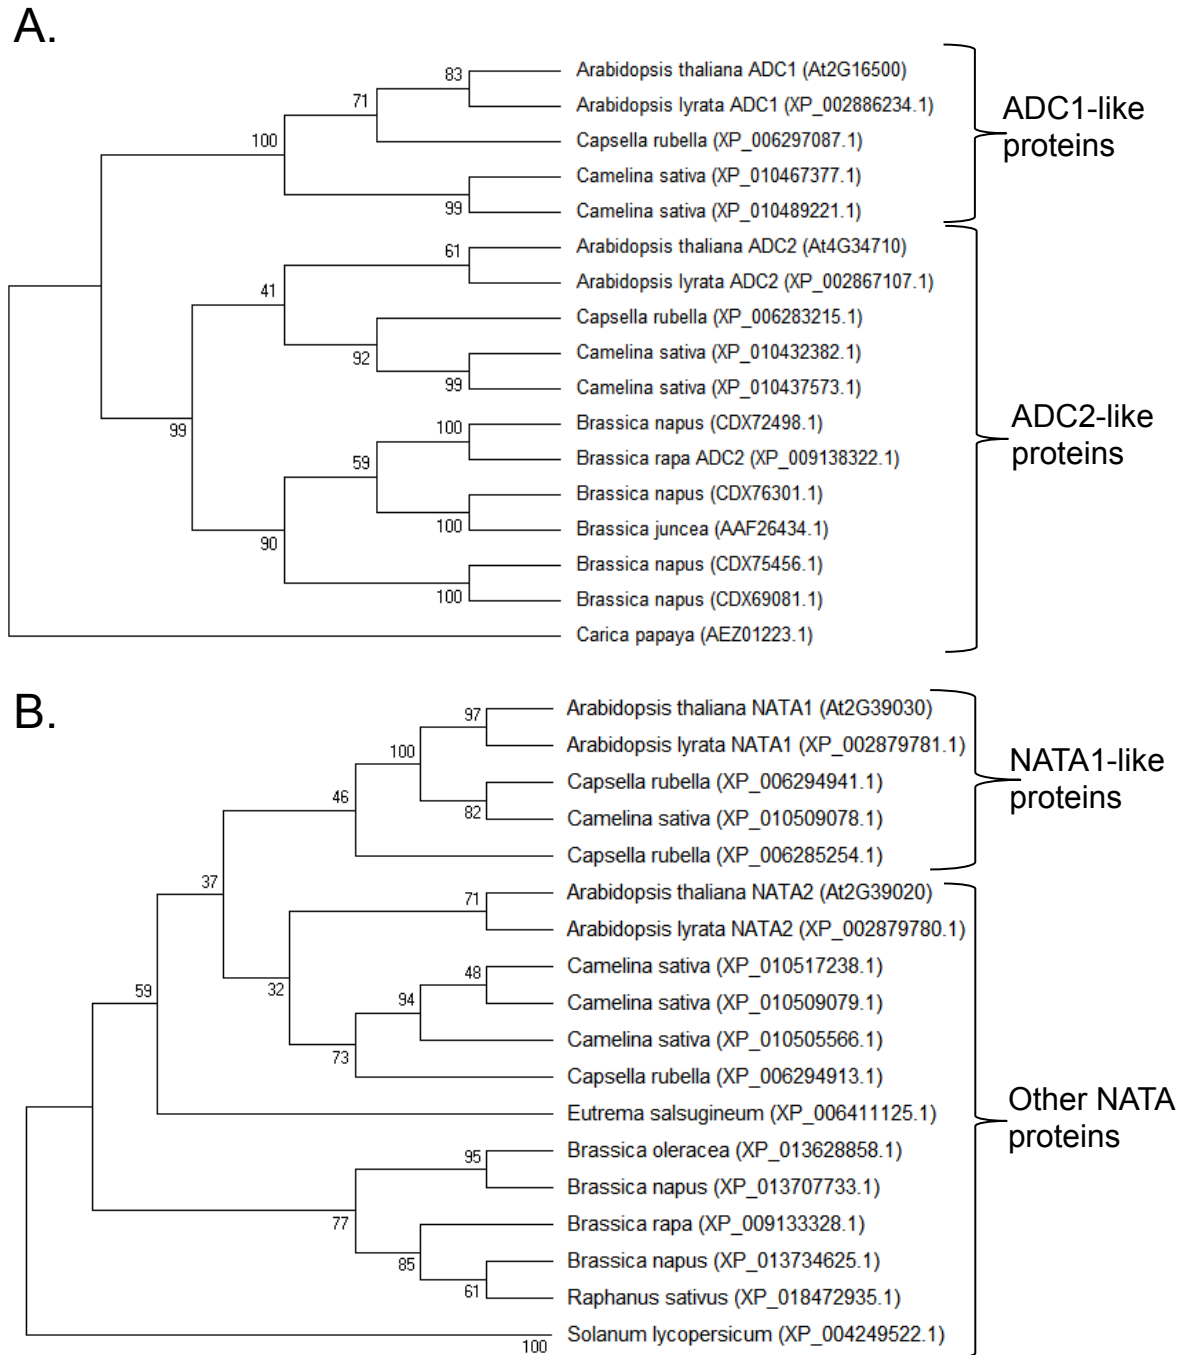 A.
83
Arabidopsis thaliana ADC1 (At2G16500)
71
Arabidopsis lyrata ADC1 (XP_002886234.1)
100
Capsella rubella (XP_006297087.1)
Camelina sativa (XP_010467377.1)
99
Camelina sativa (XP_010489221.1)
ADC1-like
proteins
61
Arabidopsis thaliana ADC2 (At4G34710)
41
Arabidopsis lyrata ADC2 (XP_002867107.1)
Capsella rubella (XP_006283215.1)
92
Camelina sativa (XP_010432382.1)
99
Camelina sativa (XP_010437573.1)
99
100
Brassica napus (CDX72498.1)
59
Brassica rapa ADC2 (XP_009138322.1)
Brassica napus (CDX76301.1)
100
Brassica juncea (AAF26434.1)
90
Brassica napus (CDX75456.1)
100
Brassica napus (CDX69081.1)
Carica papaya (AEZ01223.1)
ADC2-like
proteins
B.
97
Arabidopsis thaliana NATA1 (At2G39030)
100
Arabidopsis lyrata NATA1 (XP_002879781.1)
46
Capsella rubella (XP_006294941.1)
82
Camelina sativa (XP_010509078.1)
Capsella rubella (XP_006285254.1)
NATA1-like
proteins
37
71
Arabidopsis thaliana NATA2 (At2G39020)
Arabidopsis lyrata NATA2 (XP_002879780.1)
59
32
48
Camelina sativa (XP_010517238.1)
94
Camelina sativa (XP_010509079.1)
73
Camelina sativa (XP_010505566.1)
Capsella rubella (XP_006294913.1)
Eutrema salsugineum (XP_006411125.1)
95
Brassica oleracea (XP_013628858.1)
Brassica napus (XP_013707733.1)
77
Brassica rapa (XP_009133328.1)
85
Brassica napus (XP_013734625.1)
61
Raphanus sativus (XP_018472935.1)
100
Solanum lycopersicum (XP_004249522.1)
Other NATA
proteins